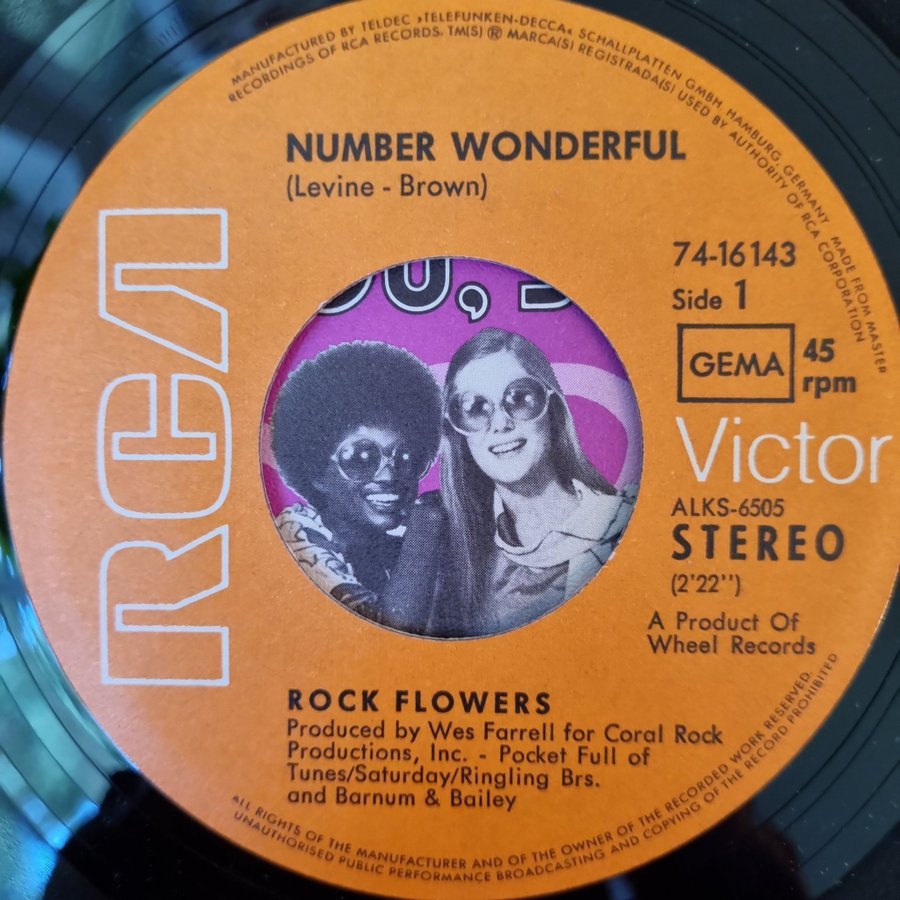 MANUFACTURED BY TELDEC »TELEFUNKEN-DECCA« SCHALLPLATTEN GMBH, HAMBURG, GERMANY MADE FROM MASTER
RECORDINGS OF RCA RECORDS. TM(S) ® MARCA(S) REGISTRADA(S) USED BY AUTHORITY OF RCA CORPORATION
NUMBER WONDERFUL
(Levine - Brown)
RCA
74-16143
Side 1
GEMA
45
rpm
Victor
ALKS-6505
STEREO
(2'22'')
A Product Of
Wheel Records
ROCK FLOWERS
Produced by Wes Farrell for Coral Rock
Productions, Inc. - Pocket Full of
Tunes/Saturday/Ringling Brs.
and Barnum & Bailey
ALL RIGHTS OF THE MANUFACTURER AND OF THE OWNER OF THE RECORDED WORK RESERVED.
UNAUTHORISED PUBLIC PERFORMANCE BROADCASTING AND COPYING OF THE RECORD PROHIBITED